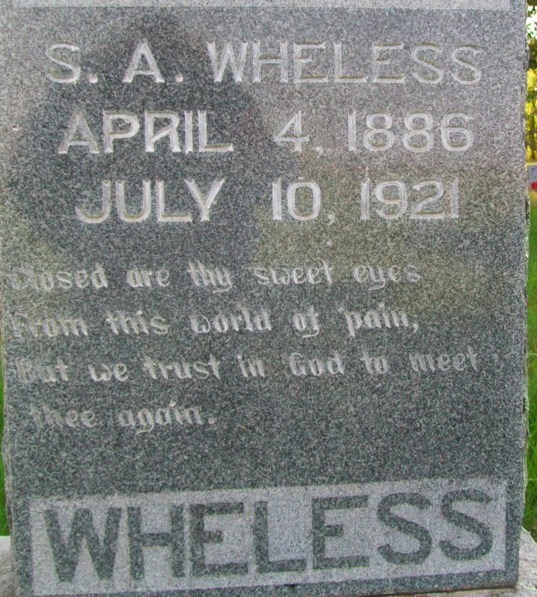 S. A. WHELESS
APRIL 4, 1886
JULY 10, 1921
Closed are thy sweet eyes
From this world of pain,
But we trust in God to meet
thee again.
WHELESS